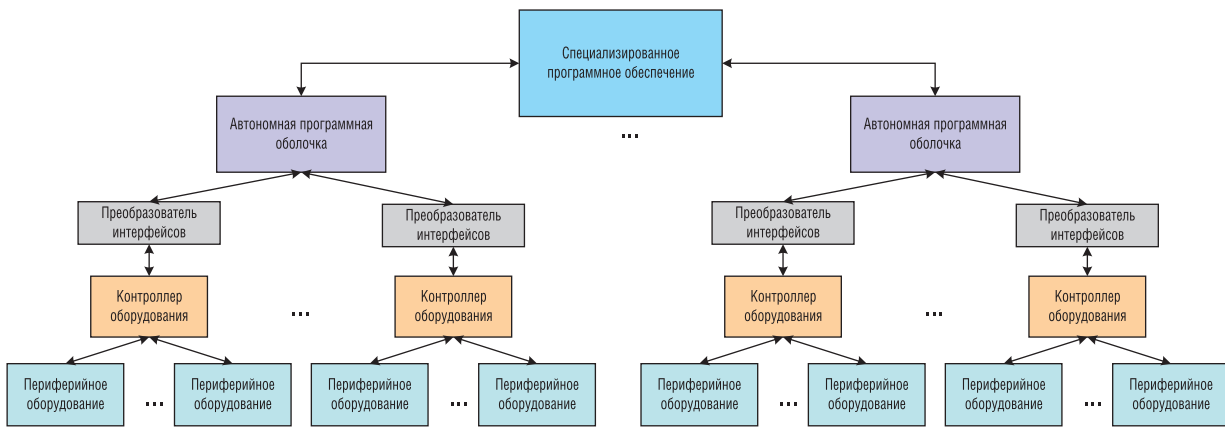 Специализированное
программное обеспечение
Автономная программная
оболочка
...
Автономная программная
оболочка
Преобразователь
интерфейсов
Преобразователь
интерфейсов
Преобразователь
интерфейсов
Преобразователь
интерфейсов
Контроллер
оборудования
...
Контроллер
оборудования
Контроллер
оборудования
...
Контроллер
оборудования
Периферийное
оборудование
...
Периферийное
оборудование
Периферийное
оборудование
...
Периферийное
оборудование
Периферийное
оборудование
...
Периферийное
оборудование
Периферийное
оборудование
...
Периферийное
оборудование